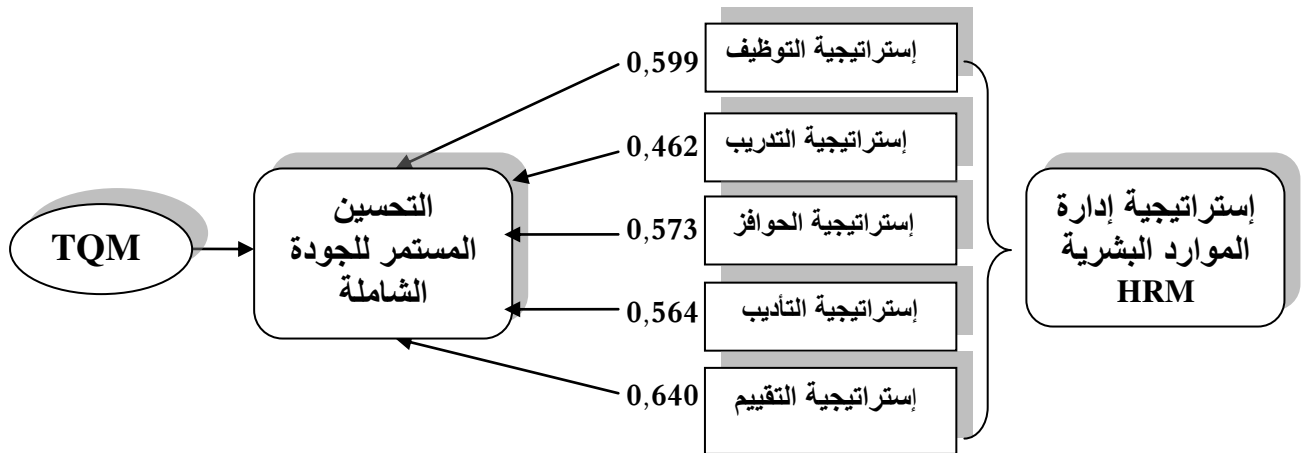 إستراتيجية إدارة
الموارد البشرية
HRM
إستراتيجية التوظيف
0,599
إستراتيجية التدريب
0,462
إستراتيجية الحوافز
0,573
إستراتيجية التأديب
0,564
إستراتيجية التقييم
0,640
التحسين
المستمر للجودة
الشاملة
TQM